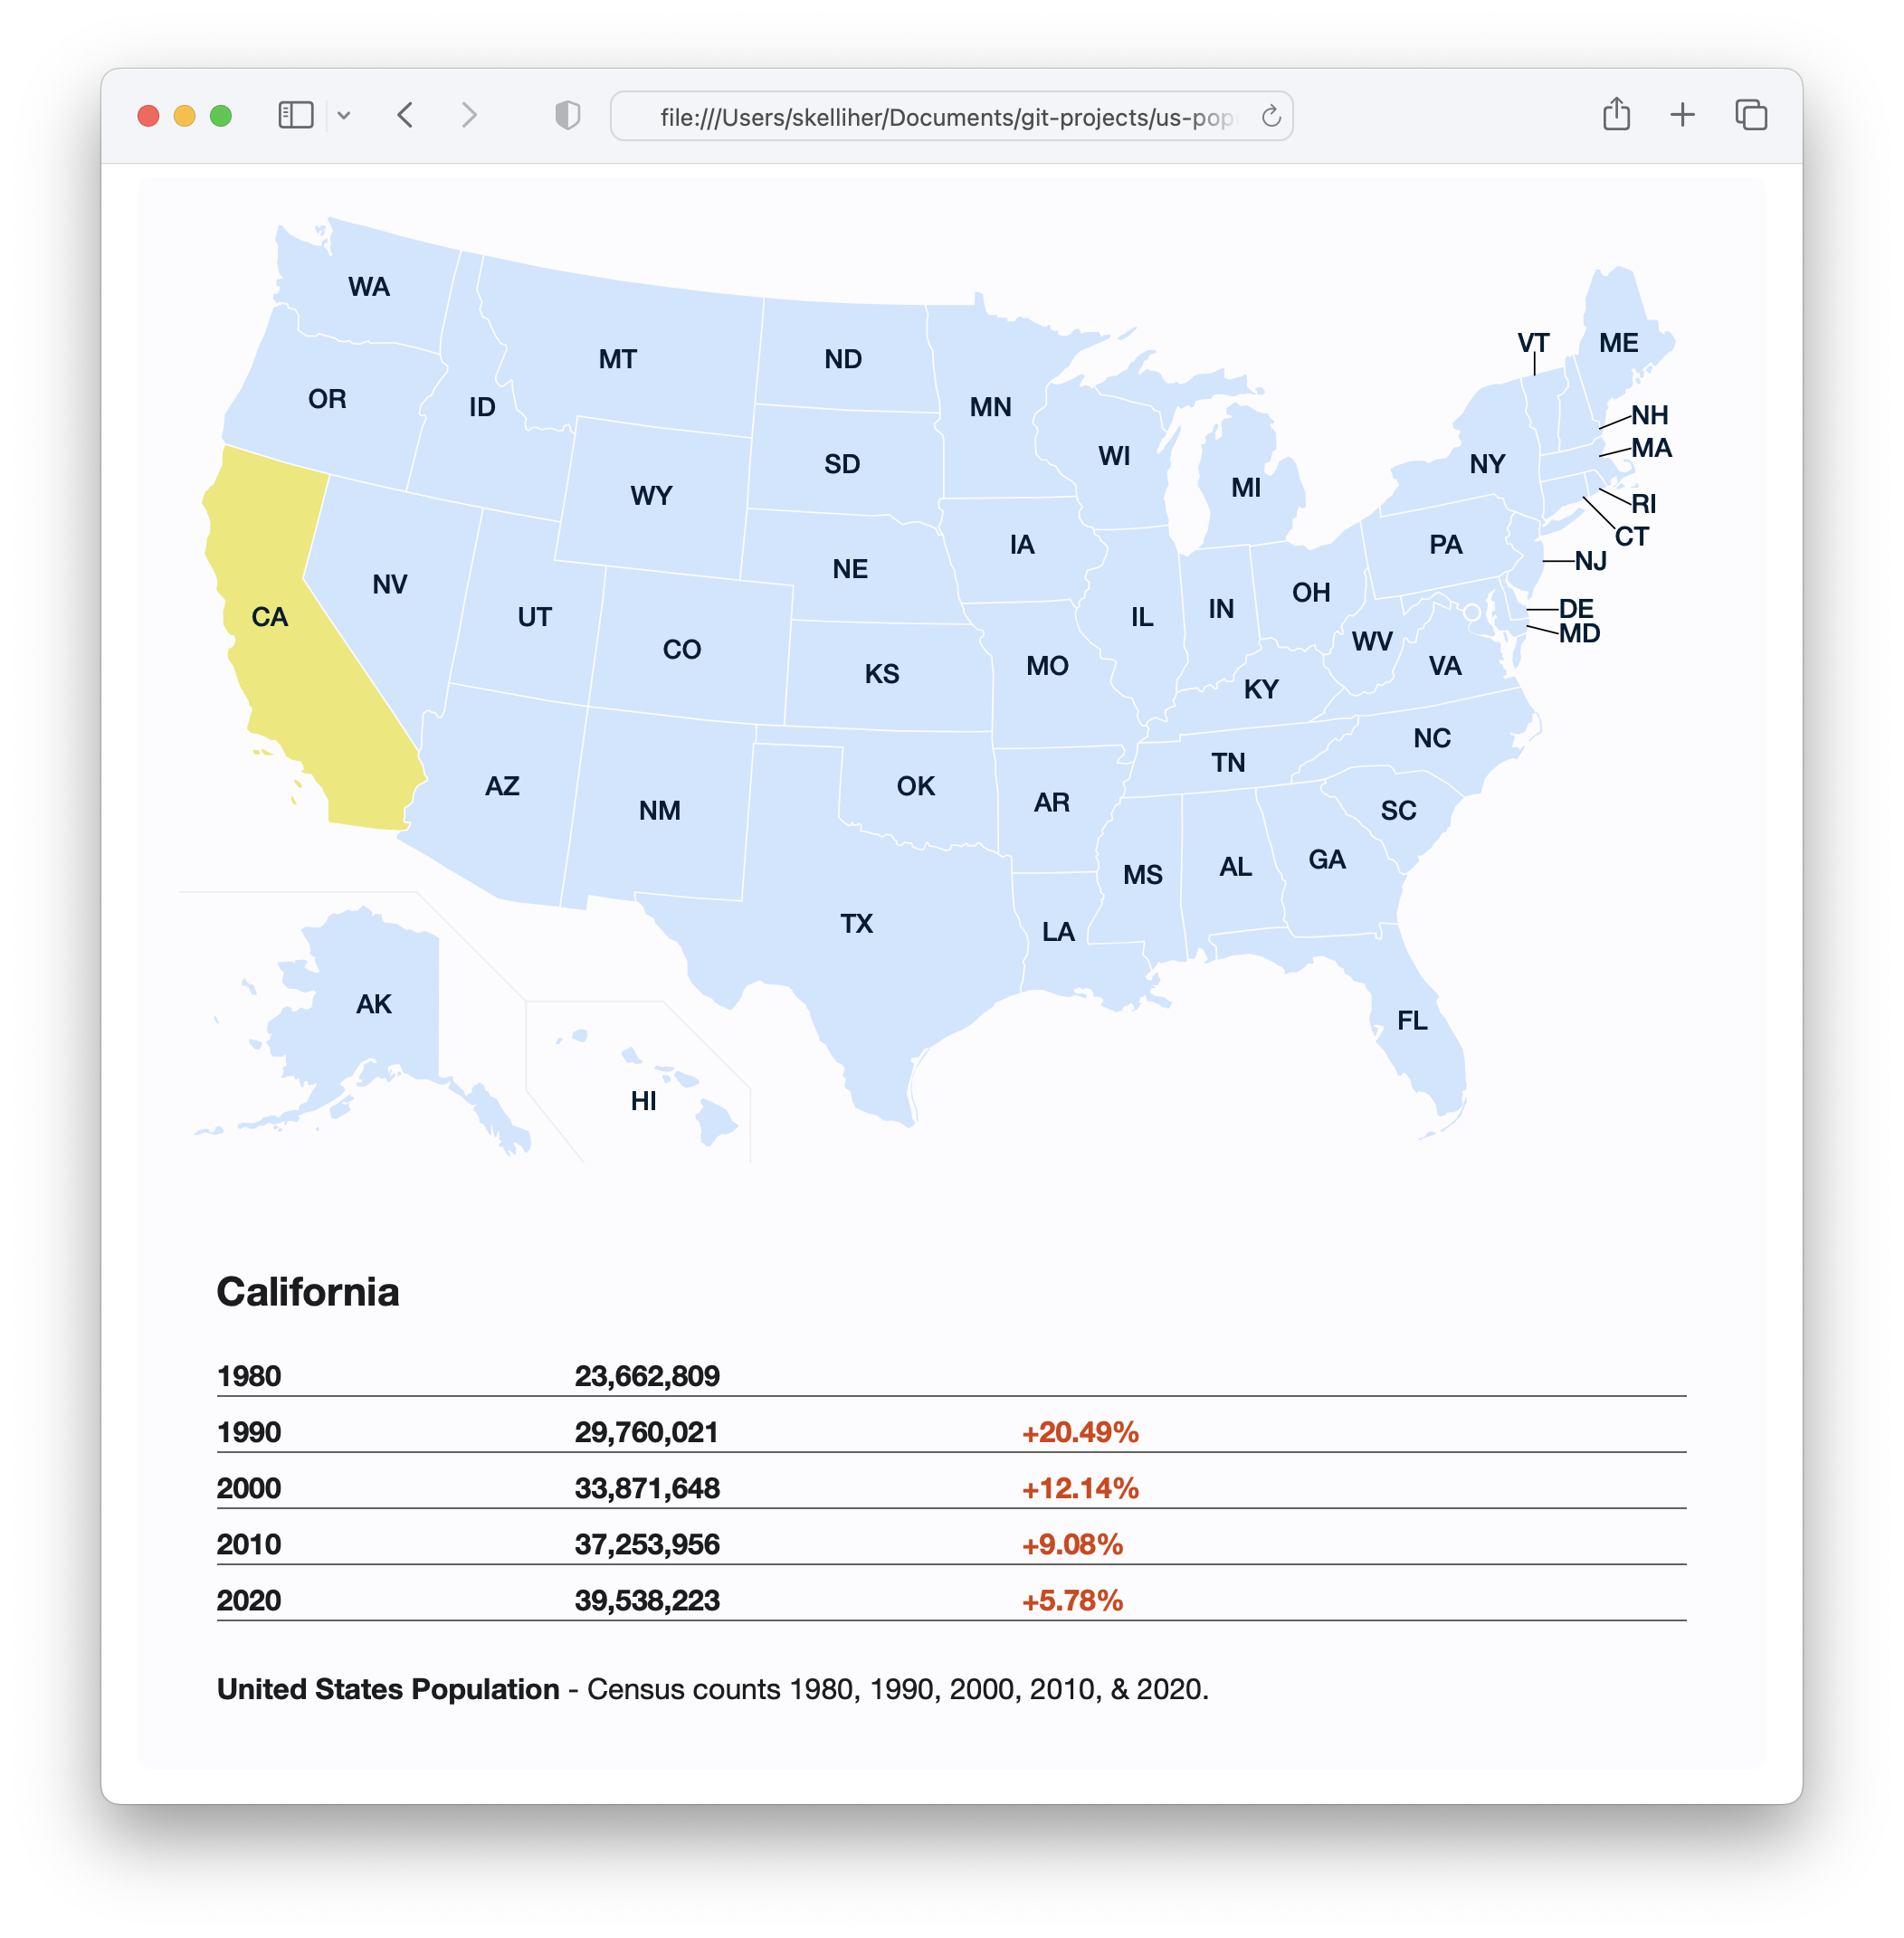 file:///Users/skelliher/Documents/git-projects/us-pop
WA
MT
ND
VT
ME
OR
ID
MN
NH
WI
MA
SD
NY
WY
MI
RI
CT
IA
PA
NJ
NE
NV
OH
CA
UT
IL
IN
DE
MD
CO
WV
MO
VA
KS
KY
NC
TN
AZ
OK
AR
NM
SC
GA
AL
MS
TX
LA
AK
FL
HI
California
1980 23,662,809
1990 29,760,021 +20.49%
2000 33,871,648 +12.14%
2010 37,253,956 +9.08%
2020 39,538,223 +5.78%
United States Population - Census counts 1980, 1990, 2000, 2010, & 2020.